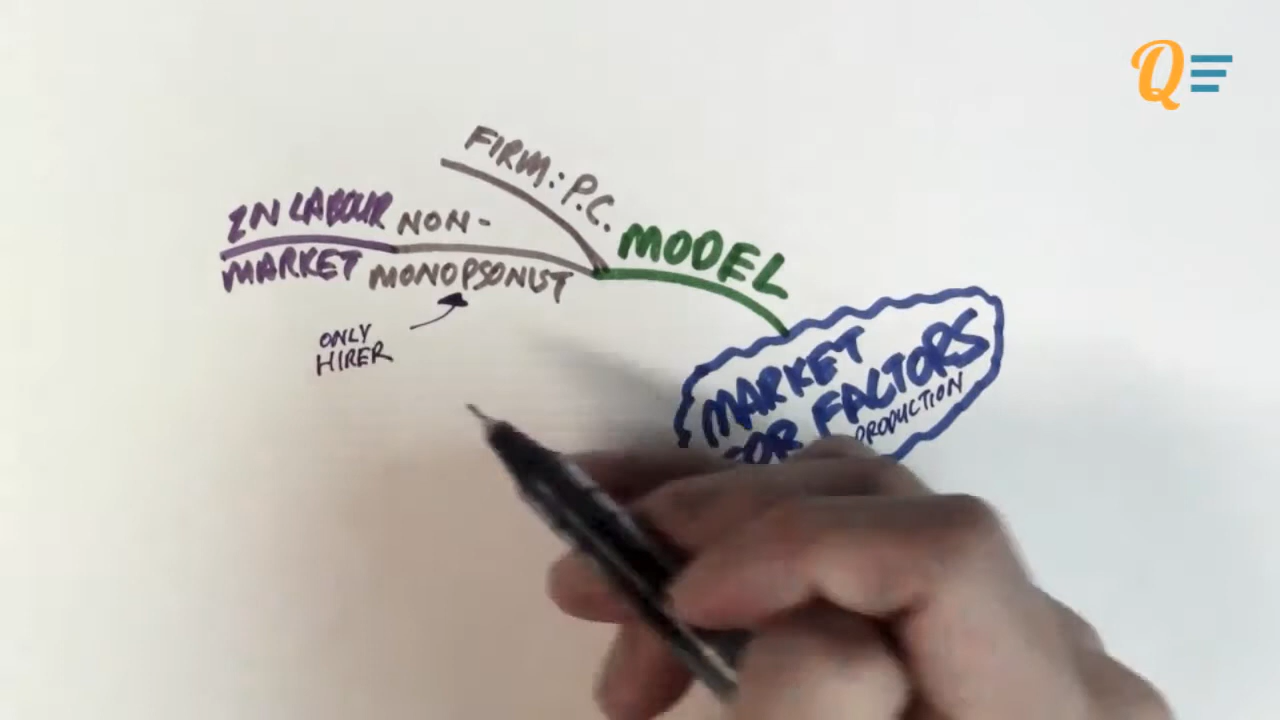 FIRM: P.C.
MODEL
IN LABOUR
MARKET
NON-
MONOPSONIST
ONLY
HIRER
MARKET
FOR FACTORS
PRODUCTION
Q